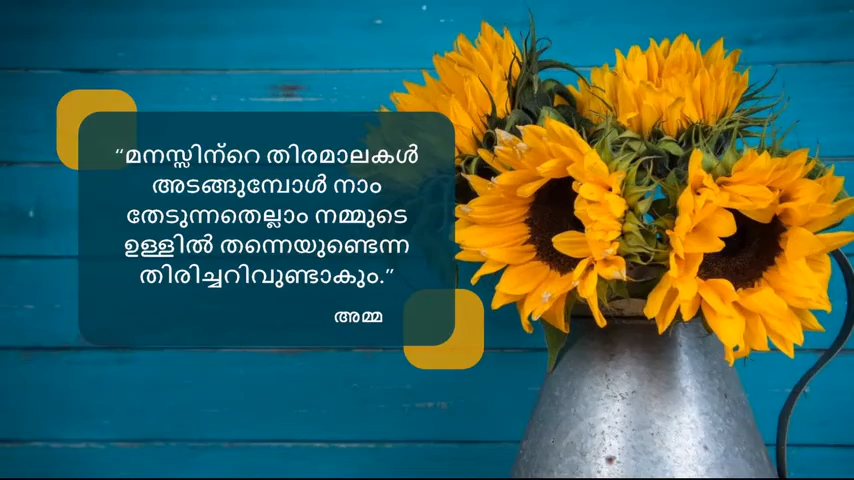 “മനസ്സിന്റെ തിരമാലകൾ
അടങ്ങുമ്പോൾ നാം
തേടുന്നതെല്ലാം നമ്മുടെ
ഉള്ളിൽ തന്നെയുണ്ടെന്ന
തിരിച്ചറിവുണ്ടാകും.”
അമ്മ